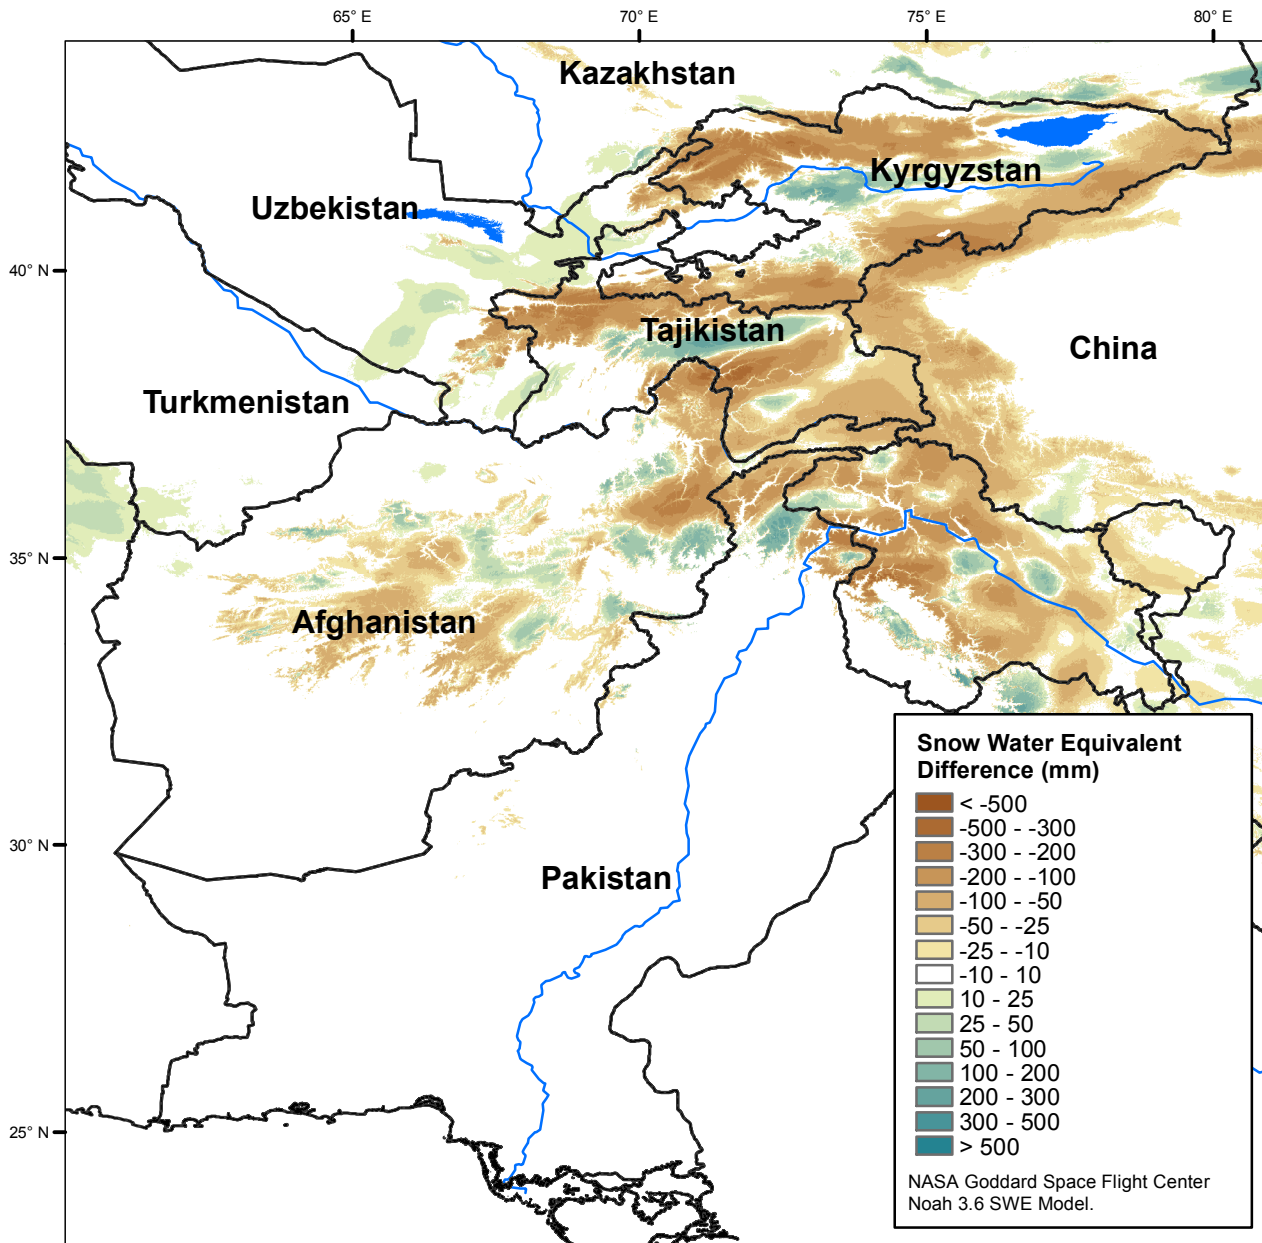 65° E
70° E
75° E
80° E
Kazakhstan
Kyrgyzstan
Uzbekistan
40° N
Tajikistan
China
Turkmenistan
35° N
Afghanistan
30° N
Pakistan
25° N
Snow Water Equivalent
Difference (mm)
< -500
-500 - -300
-300 - -200
-200 - -100
-100 - -50
-50 - -25
-25 - -10
-10 - 10
10 - 25
25 - 50
50 - 100
100 - 200
200 - 300
300 - 500
> 500
NASA Goddard Space Flight Center
Noah 3.6 SWE Model.